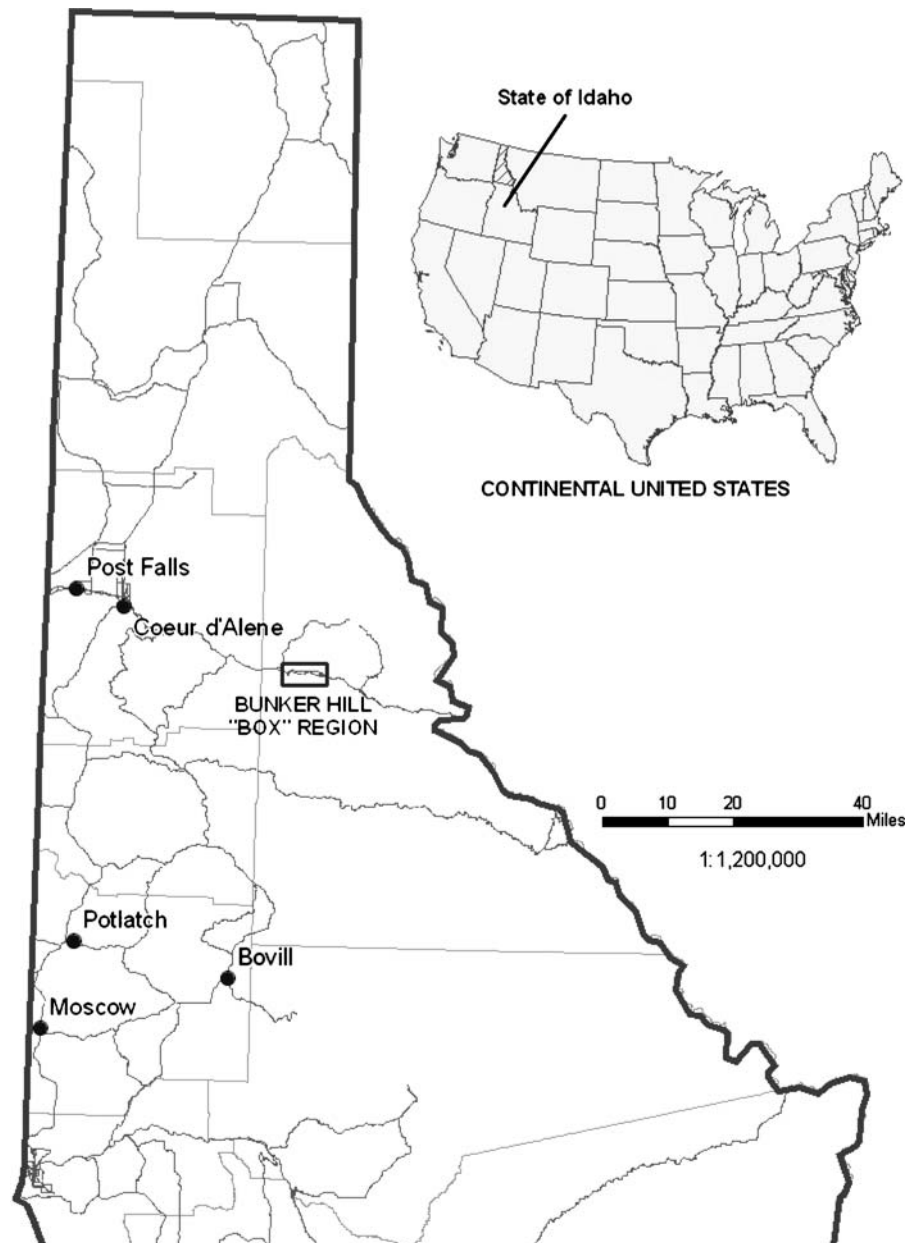 State of Idaho
CONTINENTAL UNITED STATES
Post Falls
Coeur d'Alene
BUNKER HILL
"BOX" REGION
0 10 20 40
Miles
1:1,200,000
Potlatch
Bovill
Moscow